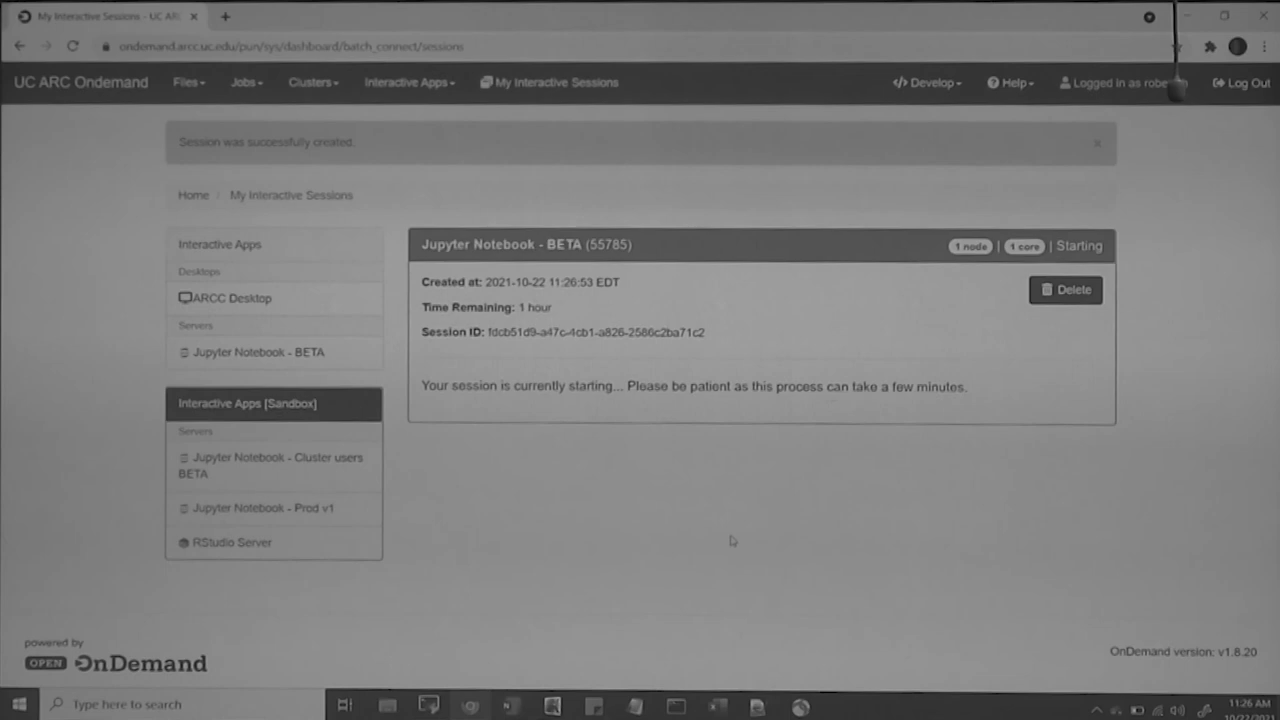 My Interactive Sessions - UC AR
ondemand.arcc.uc.edu/pun/sys/dashboard/batch_connect/sessions
UC ARC Ondemand Files Jobs Clusters Interactive Apps My Interactive Sessions </> Develop Help Logged in as Log Out
Session was successfully created.
Home / My Interactive Sessions
Interactive Apps
Desktops
ARCC Desktop
Servers
Jupyter Notebook - BETA
Interactive Apps [Sandbox]
Servers
Jupyter Notebook - Cluster users
BETA
Jupyter Notebook - Prod v1
RStudio Server
Jupyter Notebook - BETA (55785) 1 node | 1 core | Starting
Created at: 2021-10-22 11:26:53 EDT
Delete
Time Remaining: 1 hour
Session ID: fdcb51d9-a47c-4cb1-a826-2586c2ba71c2
Your session is currently starting... Please be patient as this process can take a few minutes.
powered by
OPEN OnDemand
OnDemand version: v1.8.20
Type here to search
11:26 AM